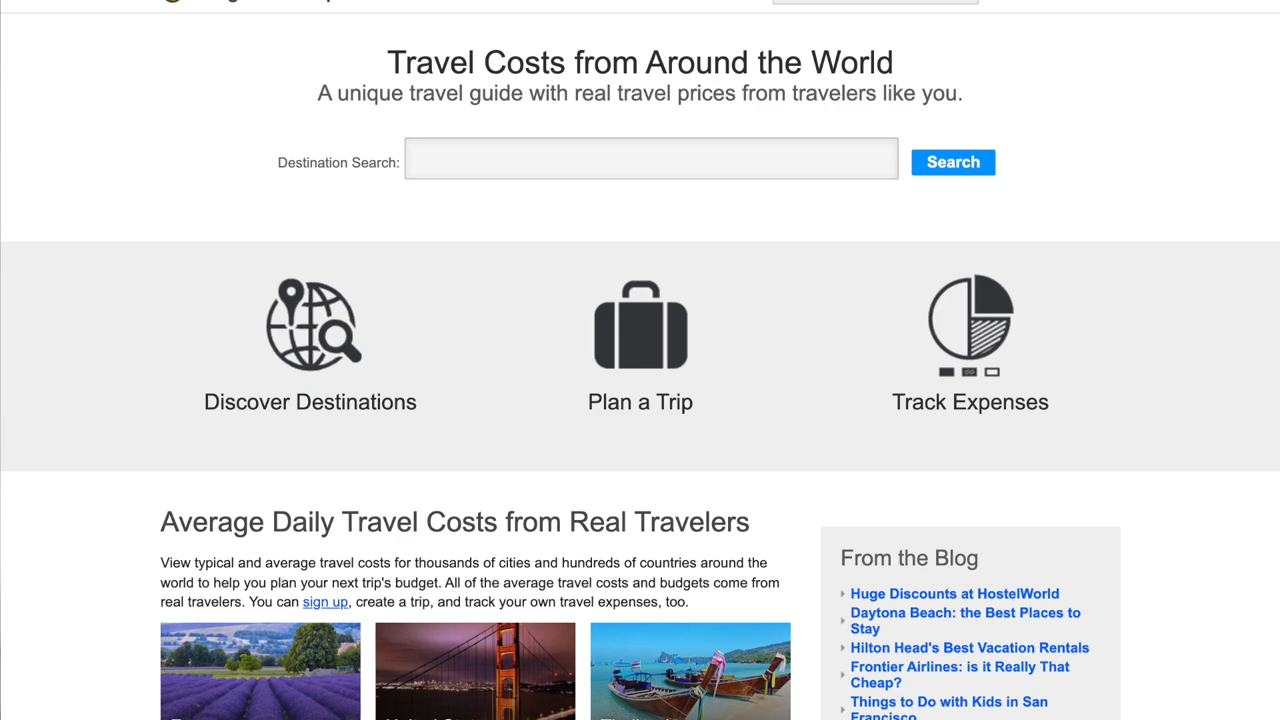 Travel Costs from Around the World
A unique travel guide with real travel prices from travelers like you.
Destination Search:
Search
Discover Destinations
Plan a Trip
Track Expenses
Average Daily Travel Costs from Real Travelers
View typical and average travel costs for thousands of cities and hundreds of countries around the
world to help you plan your next trip's budget. All of the average travel costs and budgets come from
real travelers. You can sign up, create a trip, and track your own travel expenses, too.
From the Blog
Huge Discounts at HostelWorld
Daytona Beach: the Best Places to
Stay
Hilton Head's Best Vacation Rentals
Frontier Airlines: is it Really That
Cheap?
Things to Do with Kids in San
Francisco